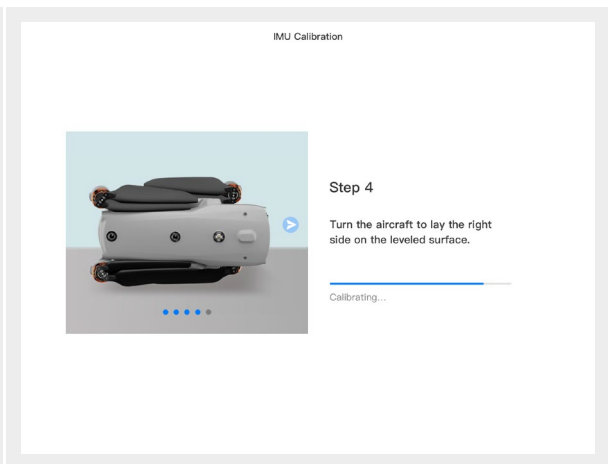 IMU Calibration
Step 4
Turn the aircraft to lay the right
side on the leveled surface.
Calibrating...